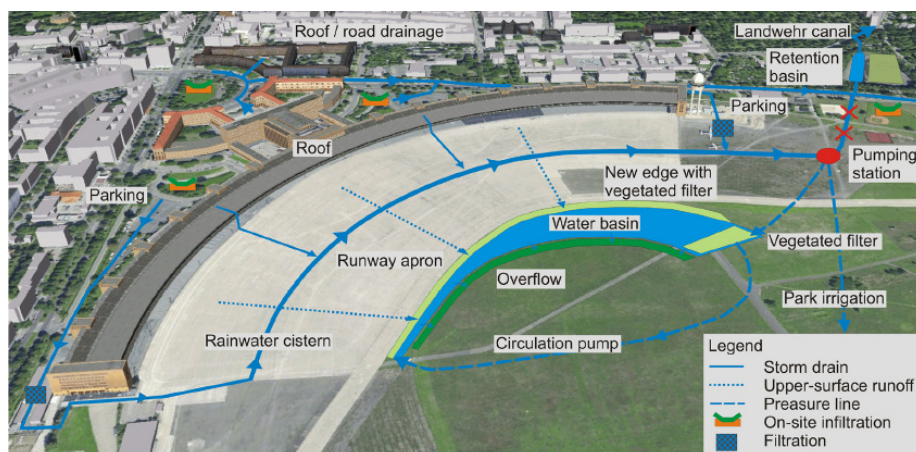 Roof / road drainage
Landwehr canal
Retention
basin
Parking
Roof
Pumping
station
New edge with
vegetated filter
Parking
Water basin
Vegetated filter
Runway apron
Overflow
Park irrigation
Rainwater cistern
Circulation pump
Legend
Storm drain
Upper-surface runoff
Preasure line
On-site infiltration
Filtration